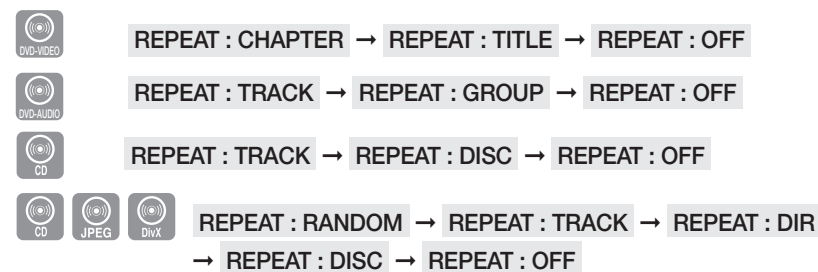 DVD-VIDEO REPEAT : CHAPTER → REPEAT : TITLE → REPEAT : OFF
DVD-AUDIO REPEAT : TRACK → REPEAT : GROUP → REPEAT : OFF
CD REPEAT : TRACK → REPEAT : DISC → REPEAT : OFF
CD JPEG DivX REPEAT : RANDOM → REPEAT : TRACK → REPEAT : DIR
→ REPEAT : DISC → REPEAT : OFF